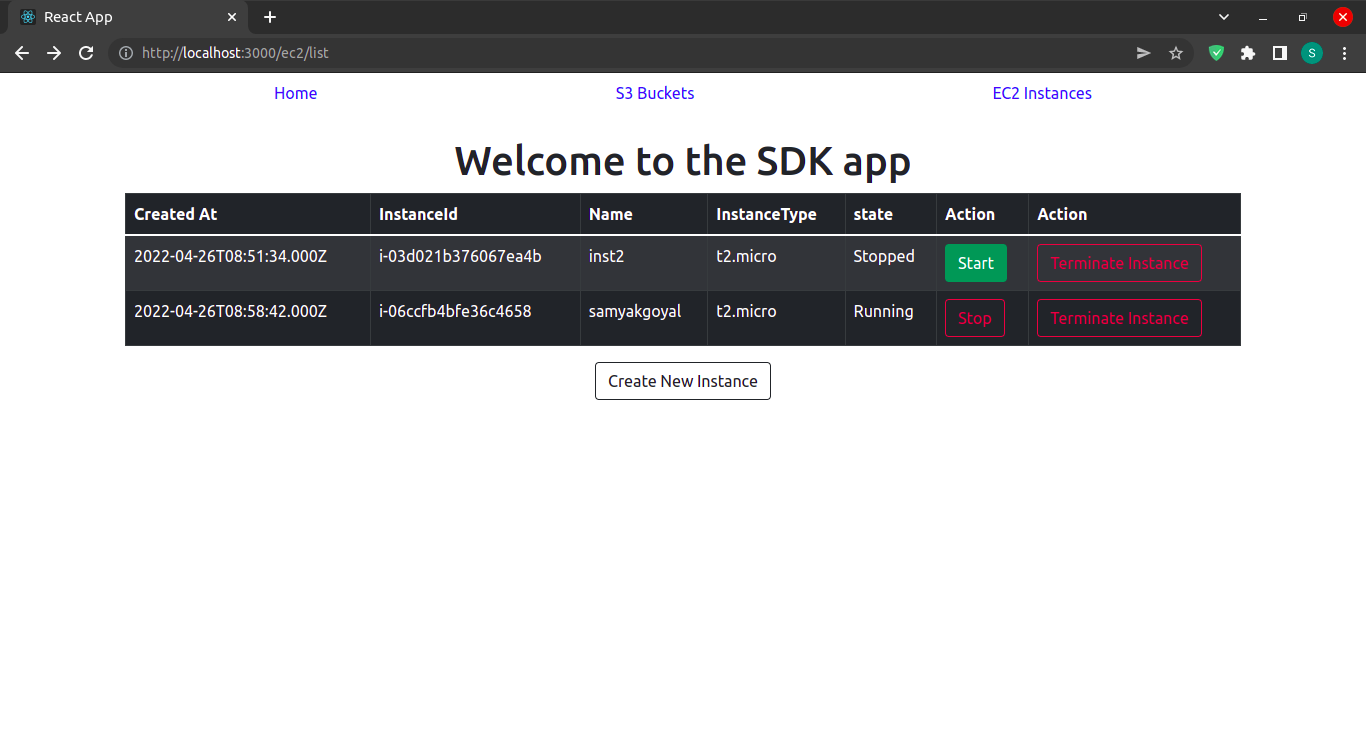 React App
http://localhost:3000/ec2/list
S
Home S3 Buckets EC2 Instances
Welcome to the SDK app
Created At InstanceId Name InstanceType state Action Action
2022-04-26T08:51:34.000Z i-03d021b376067ea4b inst2 t2.micro Stopped Start Terminate Instance
2022-04-26T08:58:42.000Z i-06ccfb4bfe36c4658 samyakgoyal t2.micro Running Stop Terminate Instance
Create New Instance